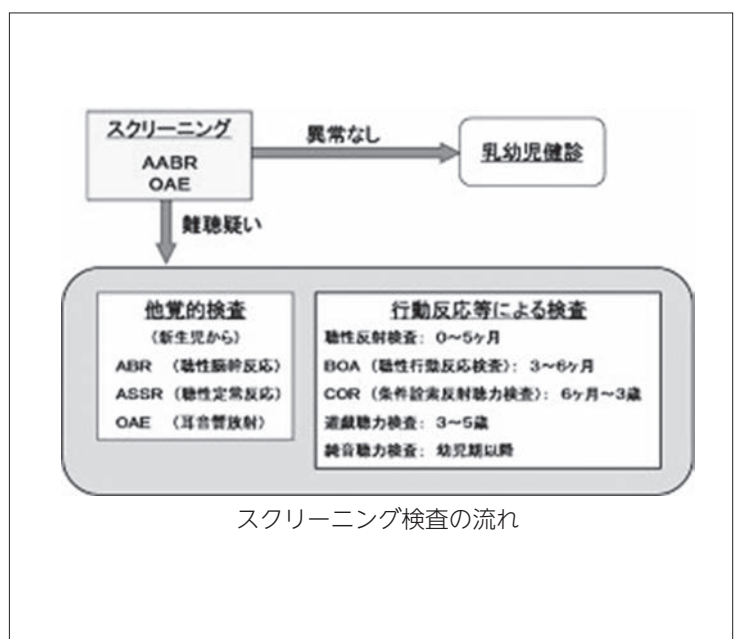 スクリーニング
AABR
OAE
異常なし
乳幼児健診
難聴疑い
他覚的検査
(新生児から)
ABR (聴性脳幹反応)
ASSR (聴性定常反応)
OAE (耳音響放射)
行動反応等による検査
聴性反射検査: 0～5ヶ月
BOA (聴性行動反応検査): 3～6ヶ月
COR (条件詮索反射聴力検査): 6ヶ月～3歳
遊戯聴力検査: 3～5歳
純音聴力検査: 幼児期以降
スクリーニング検査の流れ